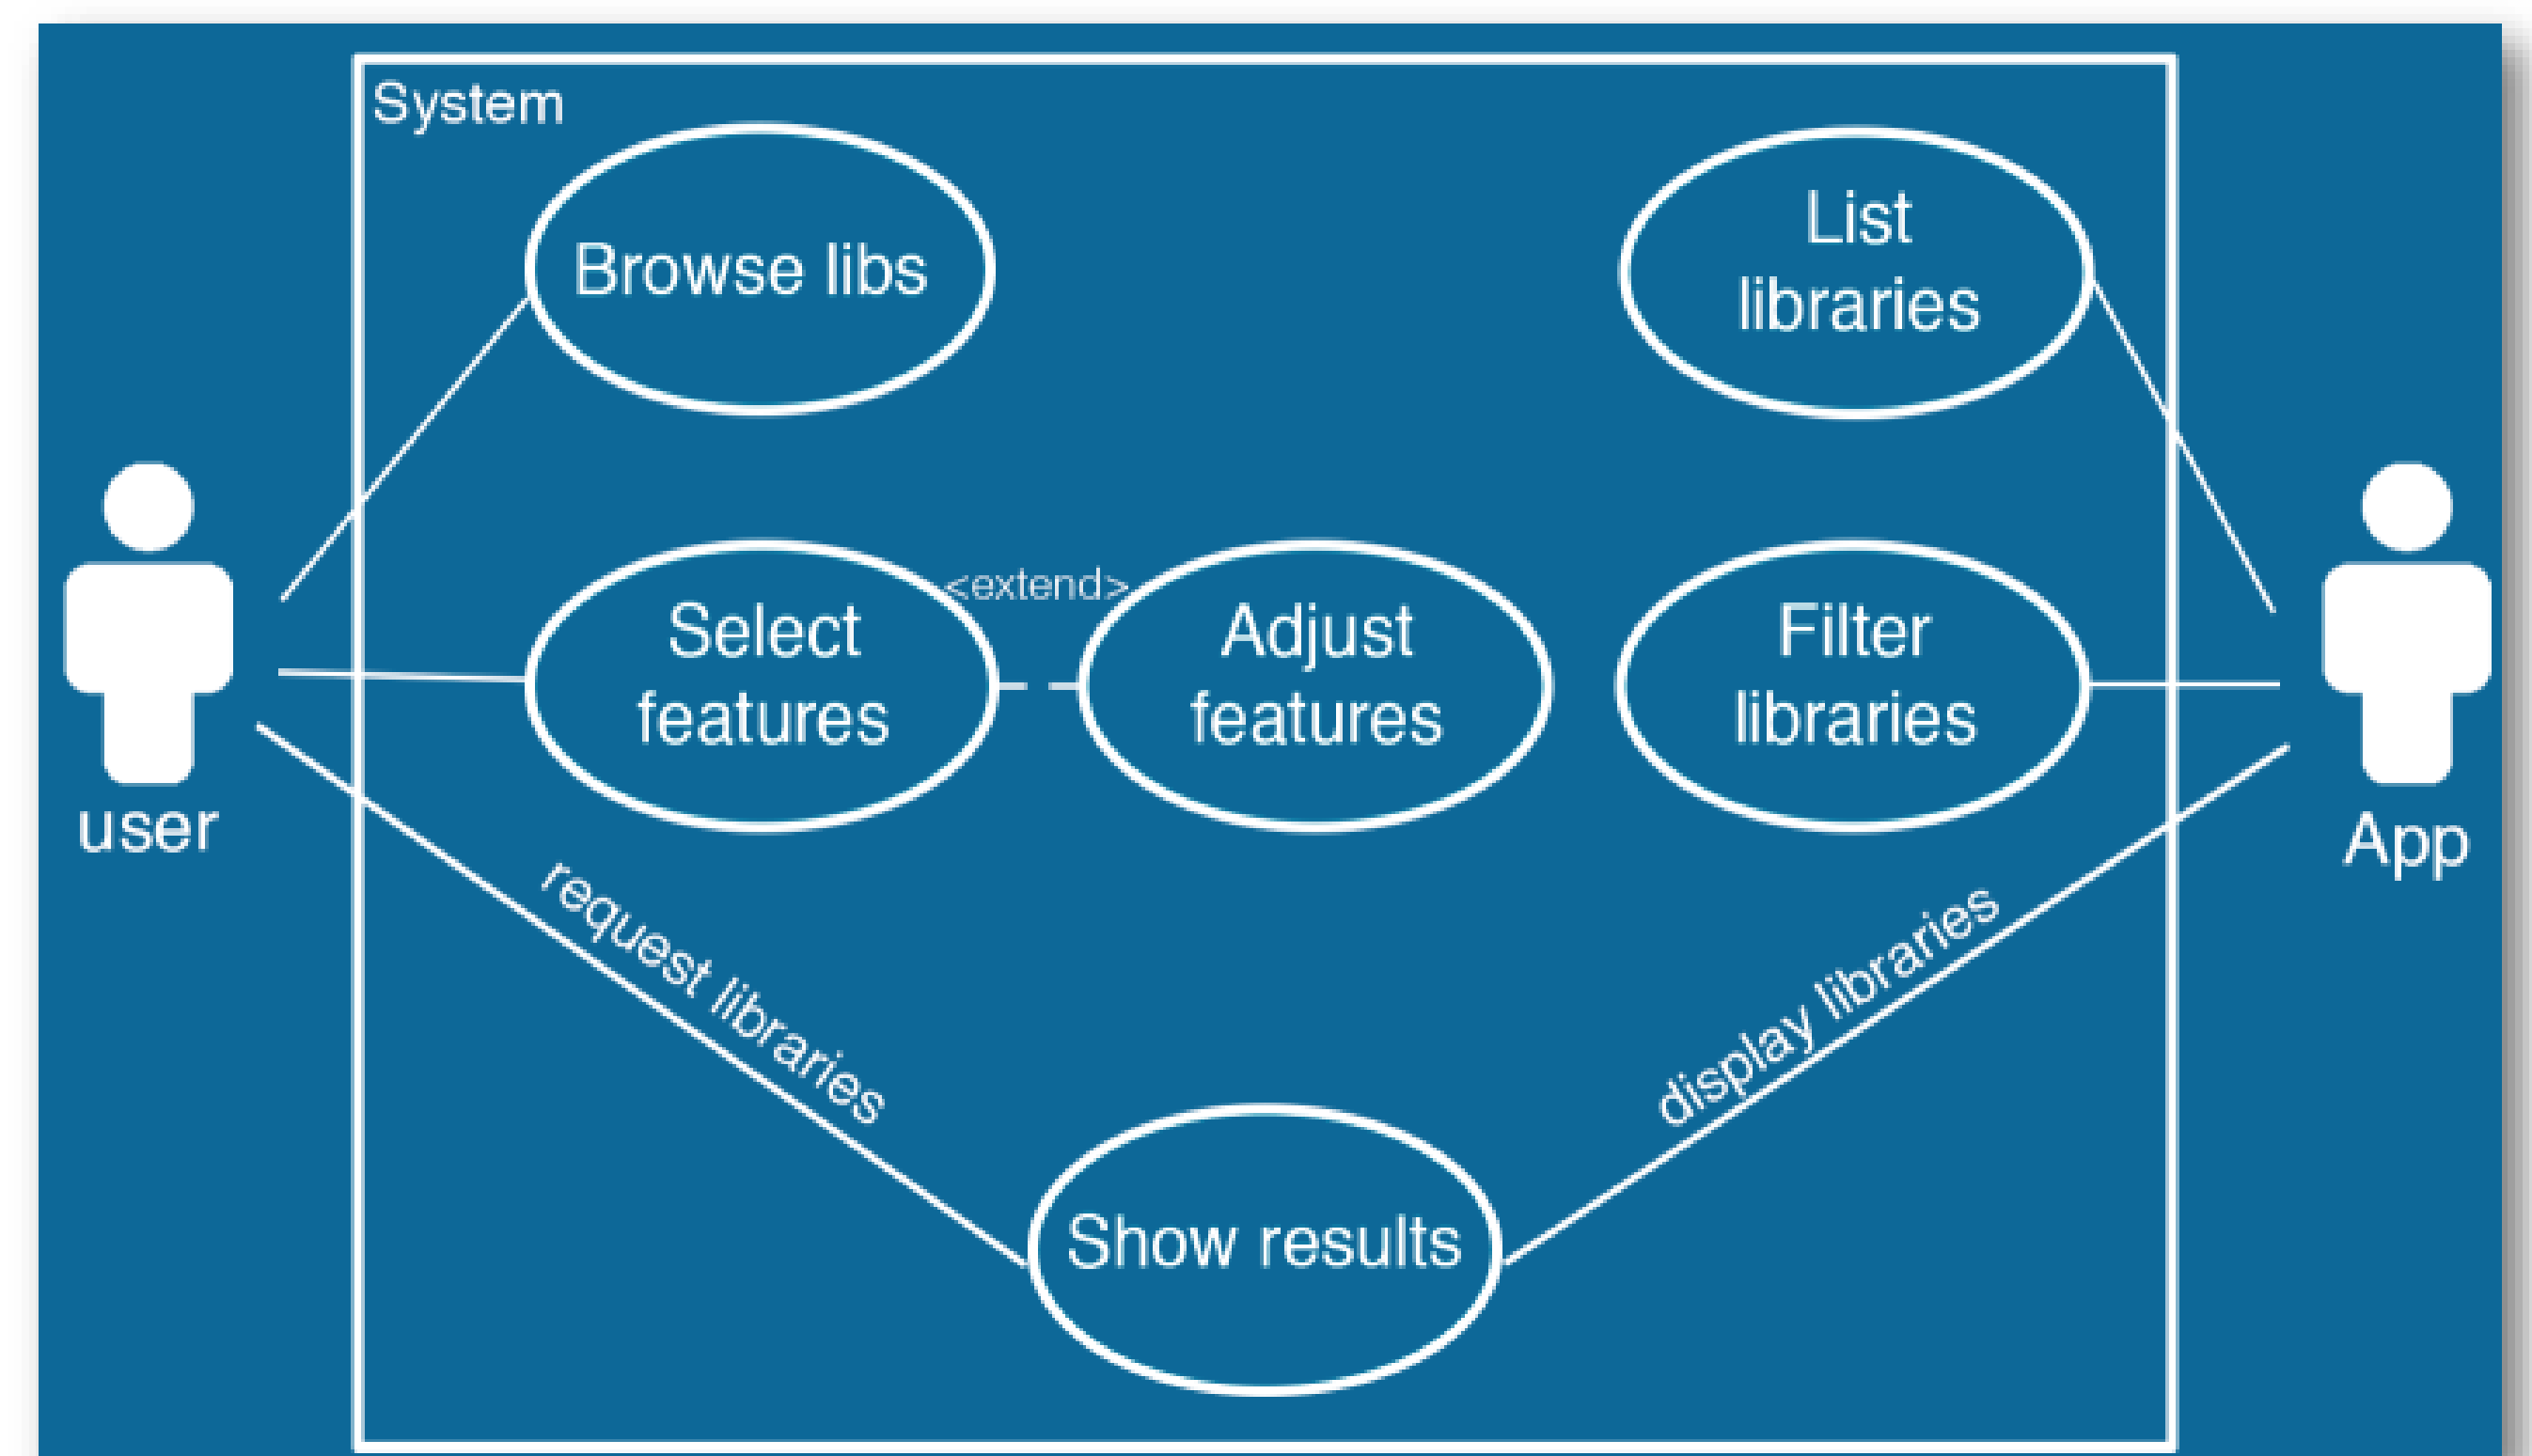 System
Browse libs
List
libraries
<extend>
Select
features
Adjust
features
Filter
libraries
user
App
request libraries
display libraries
Show results